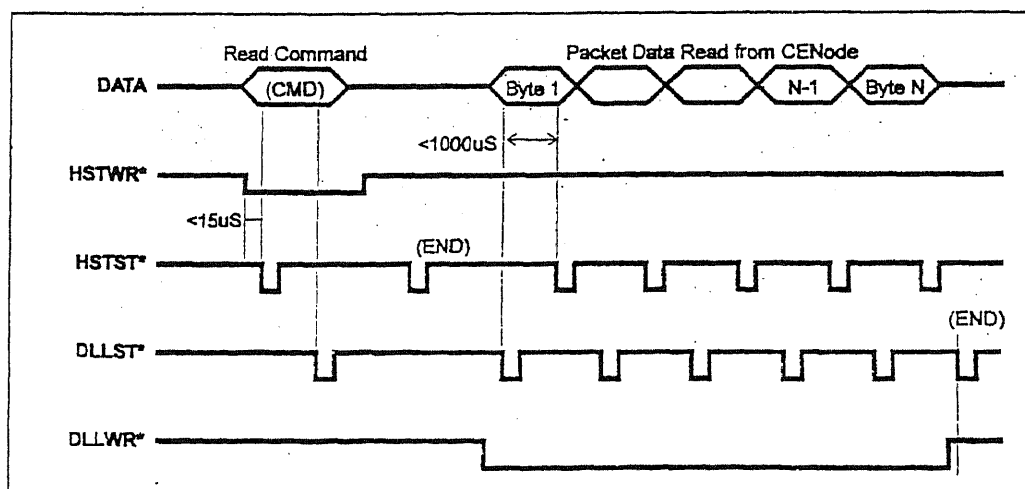 Read Command
Packet Data Read from CENode
DATA
(CMD)
Byte 1
N-1
Byte N
<1000uS
HSTWR*
<15uS
(END)
HSTST*
(END)
DLLST*
DLLWR*